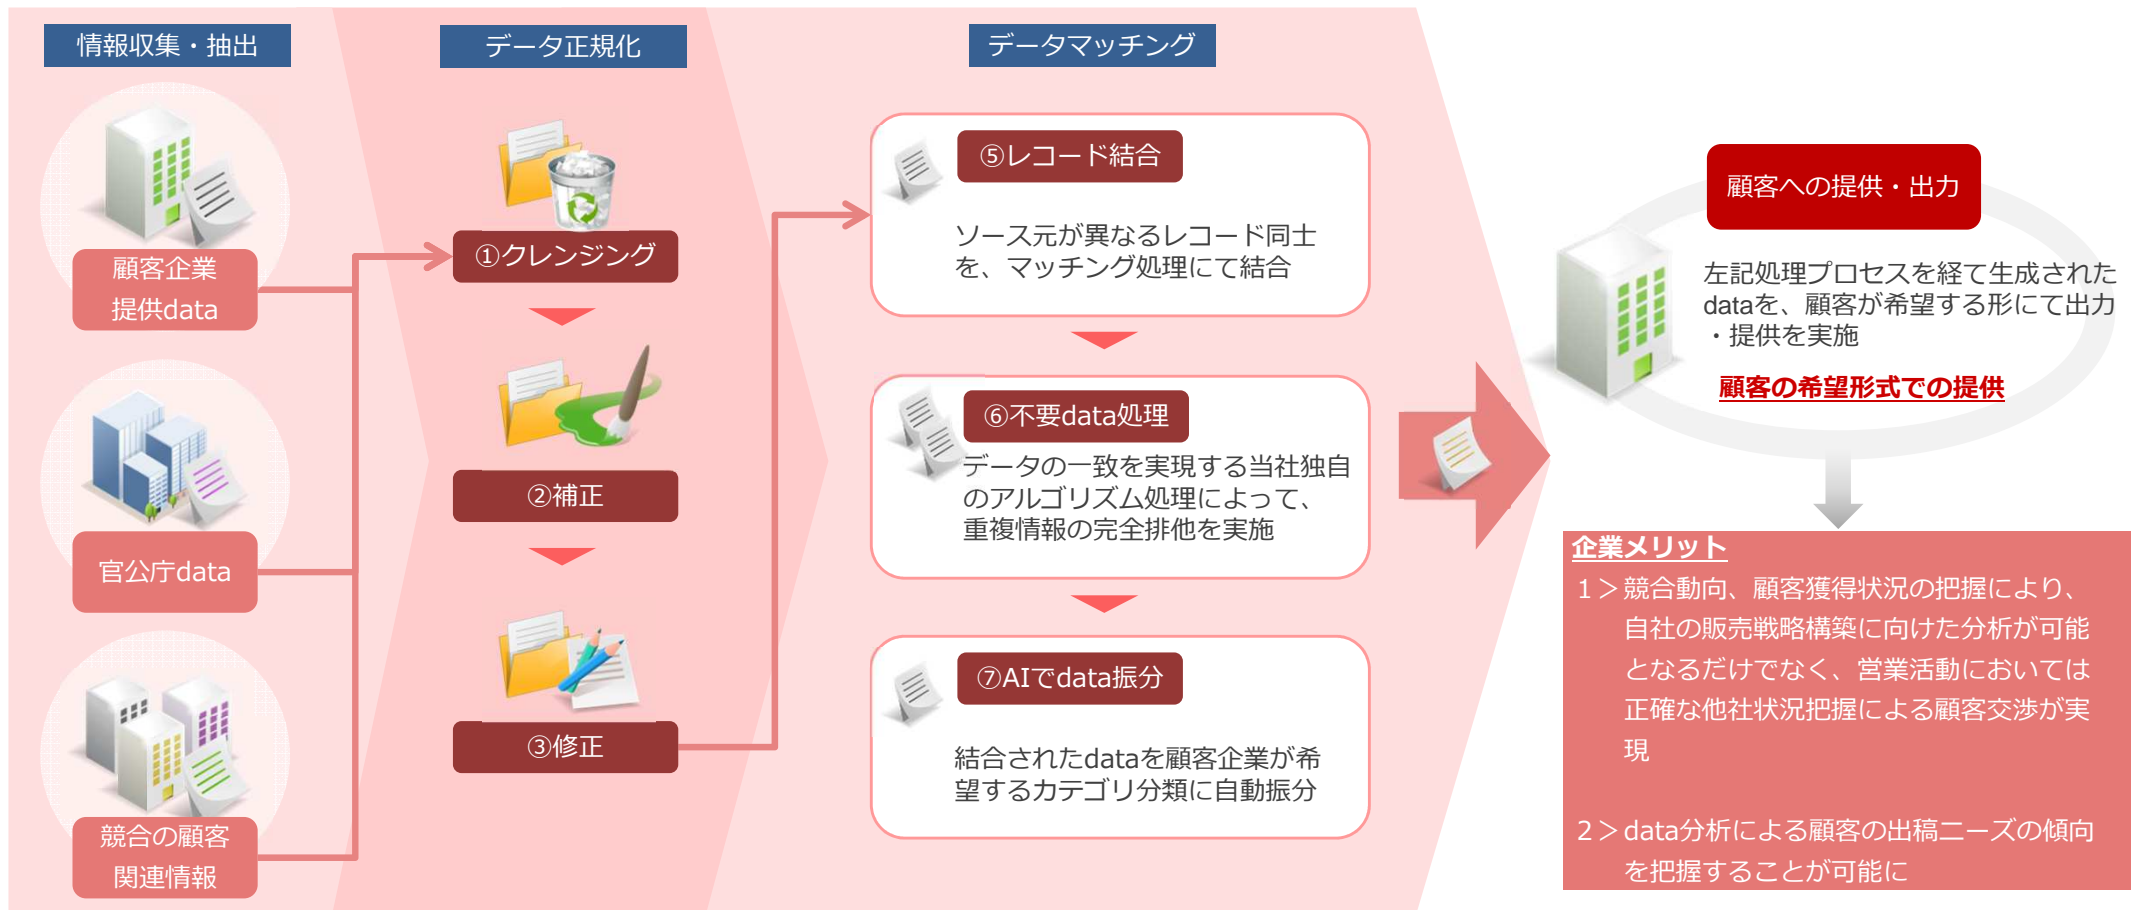 情報収集・抽出
顧客企業
提供data
官公庁data
競合の顧客
関連情報
データ正規化
①クレンジング
②補正
③修正
データマッチング
⑤レコード結合
ソース元が異なるレコード同士
を、マッチング処理にて結合
⑥不要data処理
データの一致を実現する当社独自
のアルゴリズム処理によって、
重複情報の完全排他を実施
⑦AIでdata振分
結合されたdataを顧客企業が希
望するカテゴリ分類に自動振分
顧客への提供・出力
左記処理プロセスを経て生成された
dataを、顧客が希望する形にて出力
・提供を実施
顧客の希望形式での提供
企業メリット
1＞競合動向、顧客獲得状況の把握により、
自社の販売戦略構築に向けた分析が可能
となるだけでなく、営業活動においては
正確な他社状況把握による顧客交渉が実
現
2＞data分析による顧客の出稿ニーズの傾向
を把握することが可能に